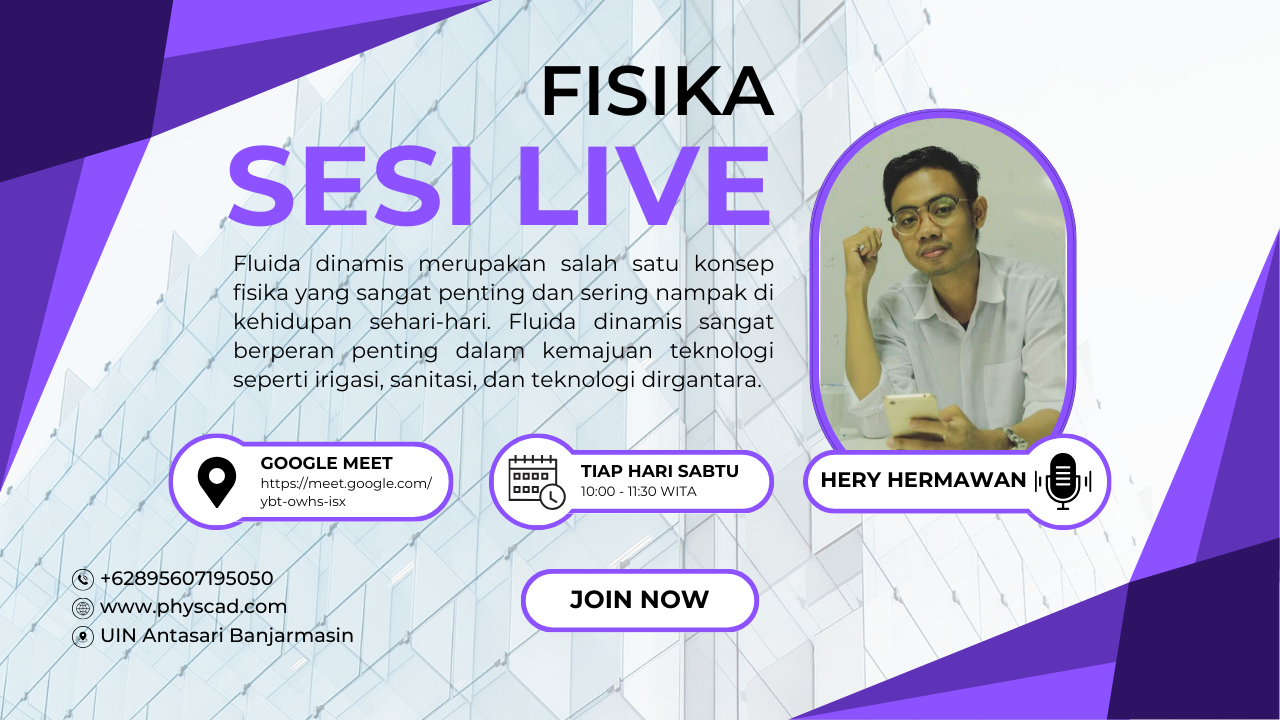 FISIKA
SESI LIVE
Fluida dinamis merupakan salah satu konsep
fisika yang sangat penting dan sering nampak di
kehidupan sehari-hari. Fluida dinamis sangat
berperan penting dalam kemajuan teknologi
seperti irigasi, sanitasi, dan teknologi dirgantara.
GOOGLE MEET
https://meet.google.com/
ybt-owhs-isx
TIAP HARI SABTU
10:00 - 11:30 WITA
HERY HERMAWAN
+62895607195050
www.physcad.com
UIN Antasari Banjarmasin
JOIN NOW